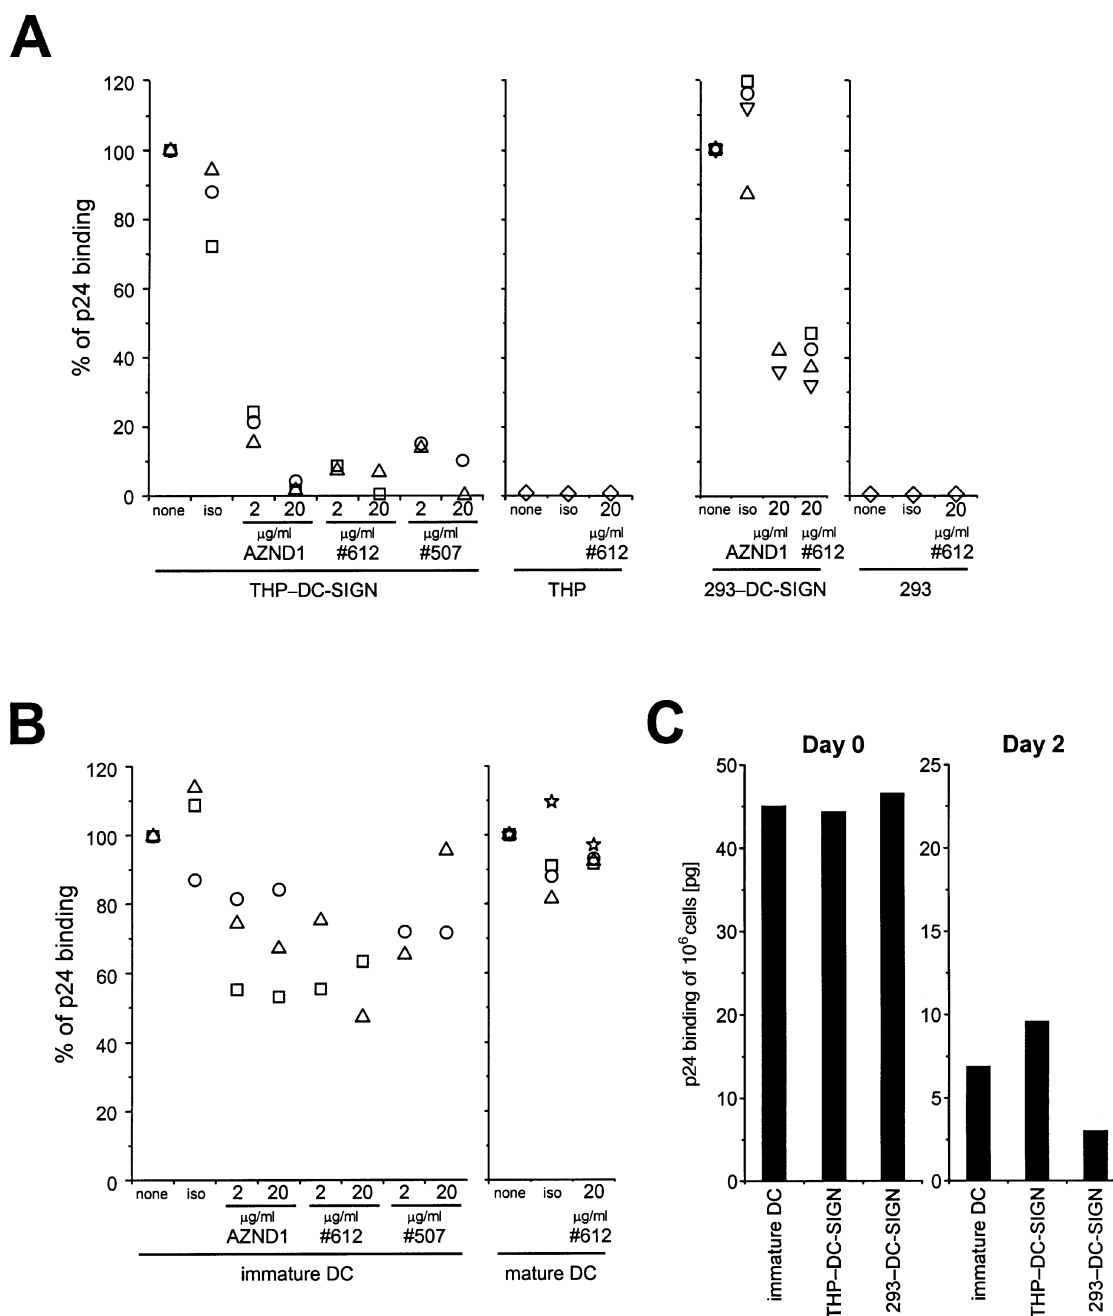 A
120
100
80
60
40
20
0
% of p24 binding
none iso 2 20 2 20 2 20
µg/ml µg/ml µg/ml
AZND1 #612 #507
THP–DC-SIGN
none iso 20
µg/ml
#612
THP
none iso 20 20
µg/ml µg/ml
AZND1 #612
293–DC-SIGN
none iso 20
µg/ml
#612
293
B
120
100
80
60
40
20
0
% of p24 binding
none iso 2 20 2 20 2 20
µg/ml µg/ml µg/ml
AZND1 #612 #507
immature DC
none iso 20
µg/ml
#612
mature DC
C
Day 0
50
40
30
20
10
0
p24 binding of 10⁶ cells [pg]
immature DC
THP–DC-SIGN
293–DC-SIGN
Day 2
25
20
15
10
5
0
immature DC
THP–DC-SIGN
293–DC-SIGN